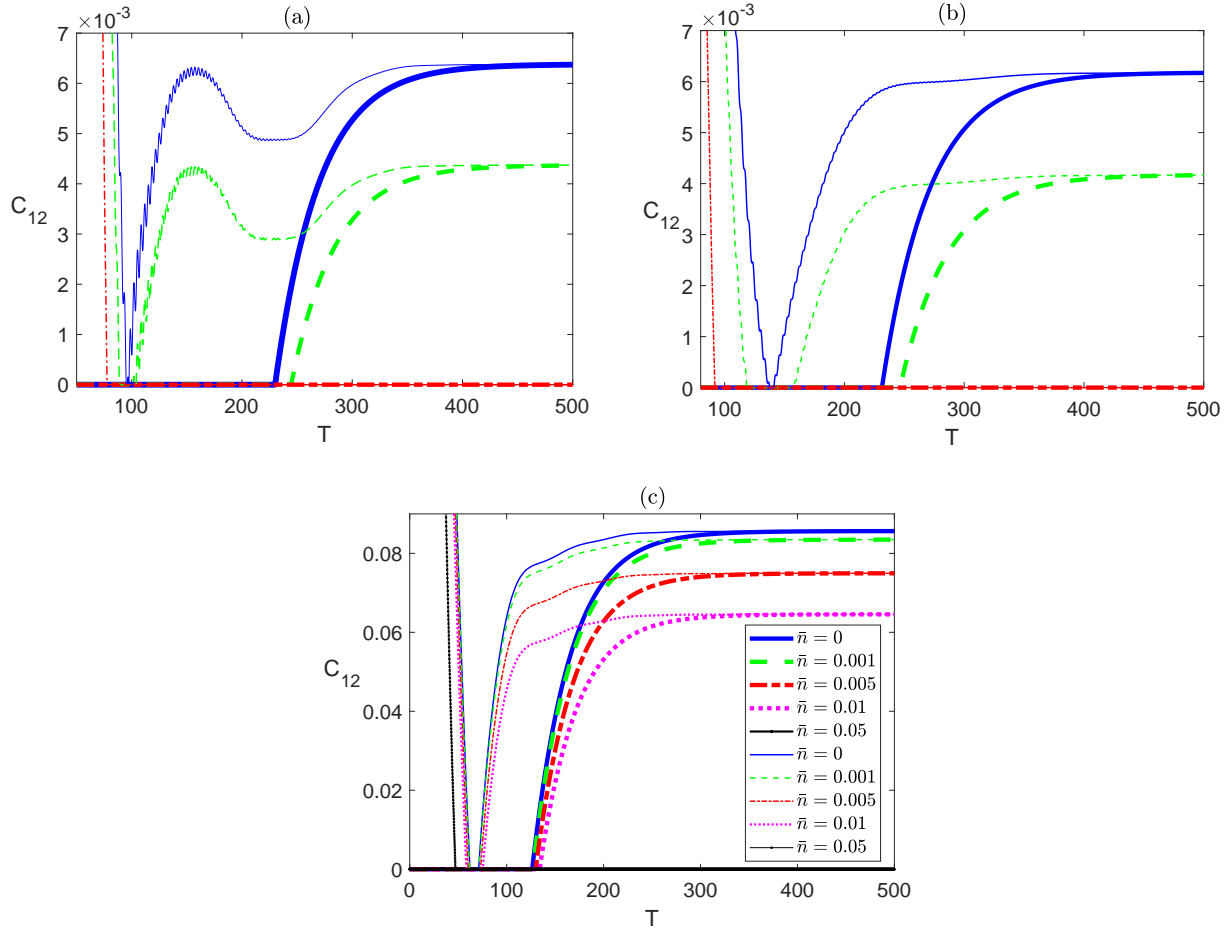 (a)
×10⁻³
7
6
5
4
3
2
1
0
C₁₂
100 200 300 400 500
T
(b)
×10⁻³
7
6
5
4
3
2
1
0
C₁₂
100 200 300 400 500
T
(c)
0.08
0.06
0.04
0.02
0
C₁₂
0 100 200 300 400 500
T
n̄ = 0
n̄ = 0.001
n̄ = 0.005
n̄ = 0.01
n̄ = 0.05
n̄ = 0
n̄ = 0.001
n̄ = 0.005
n̄ = 0.01
n̄ = 0.05